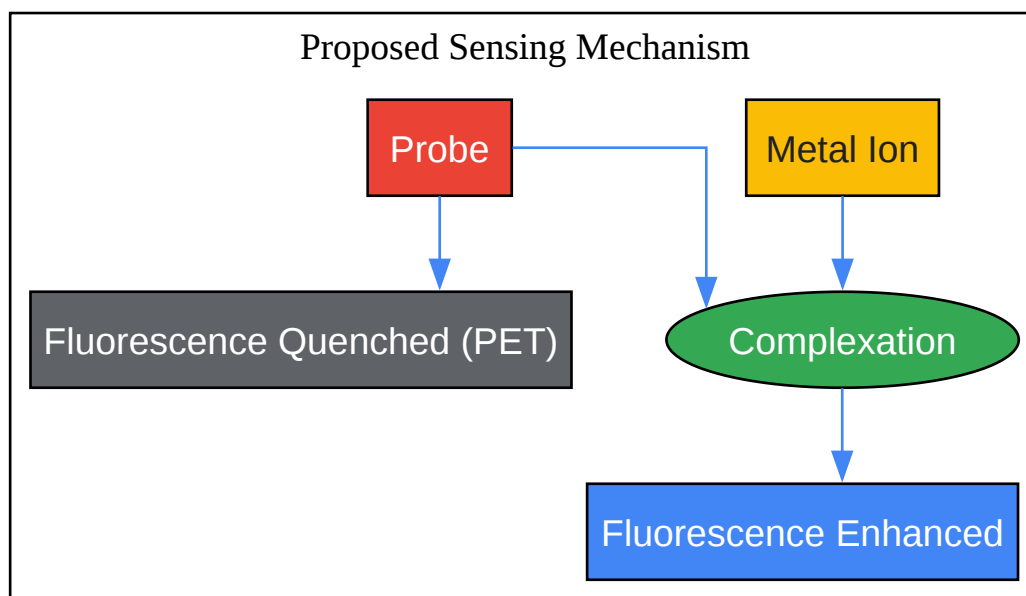 Proposed Sensing Mechanism
Probe
Metal Ion
Fluorescence Quenched (PET)
Complexation
Fluorescence Enhanced